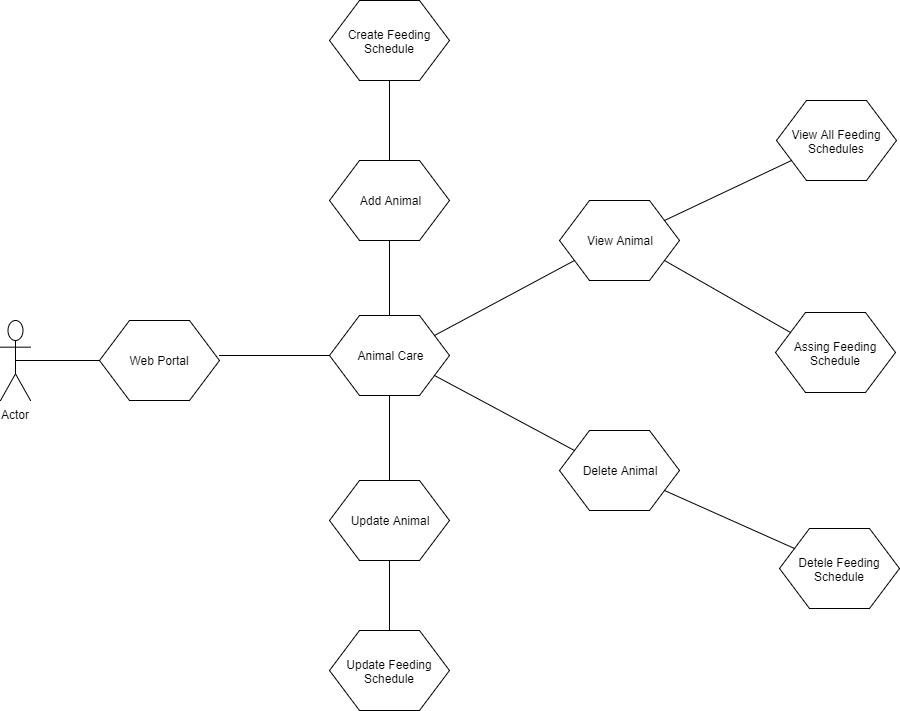 Create Feeding
Schedule
View All Feeding
Schedules
Add Animal
View Animal
Web Portal
Animal Care
Assing Feeding
Schedule
Actor
Delete Animal
Update Animal
Detele Feeding
Schedule
Update Feeding
Schedule